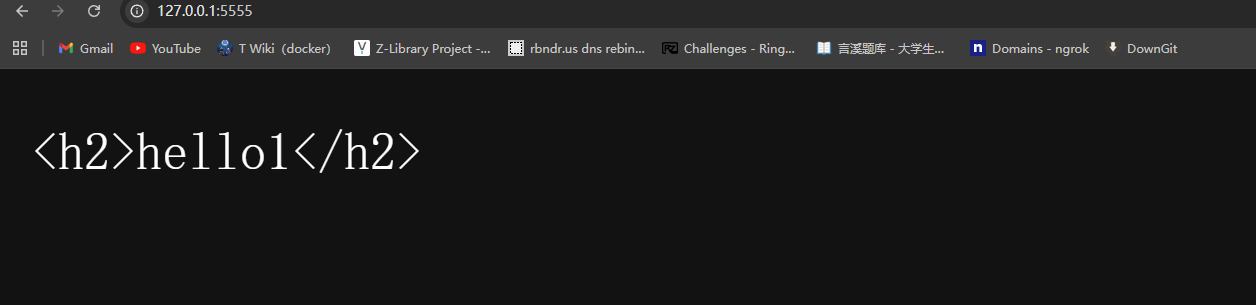 127.0.0.1:5555
Gmail YouTube T Wiki（docker） Z-Library Project -... rbndr.us dns rebin... Challenges - Ring... 言溪题库 - 大学生... Domains - ngrok DownGit
<h2>hello1</h2>